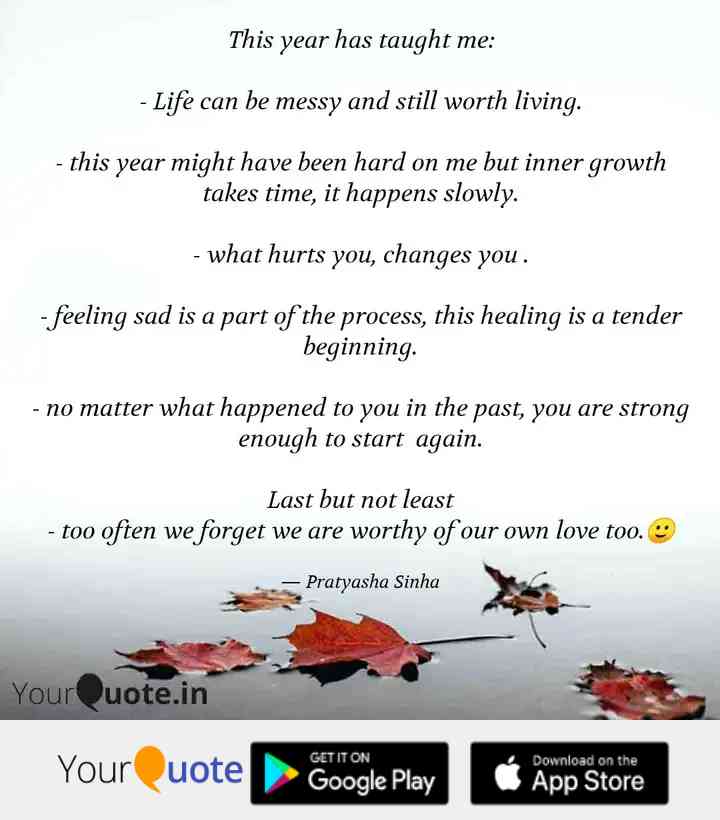 This year has taught me:
- Life can be messy and still worth living.
- this year might have been hard on me but inner growth
takes time, it happens slowly.
- what hurts you, changes you .
- feeling sad is a part of the process, this healing is a tender
beginning.
- no matter what happened to you in the past, you are strong
enough to start  again.
Last but not least
- too often we forget we are worthy of our own love too.🙂
— Pratyasha Sinha
YourQuote.in
YourQuote
GET IT ON
Google Play
Download on the
App Store